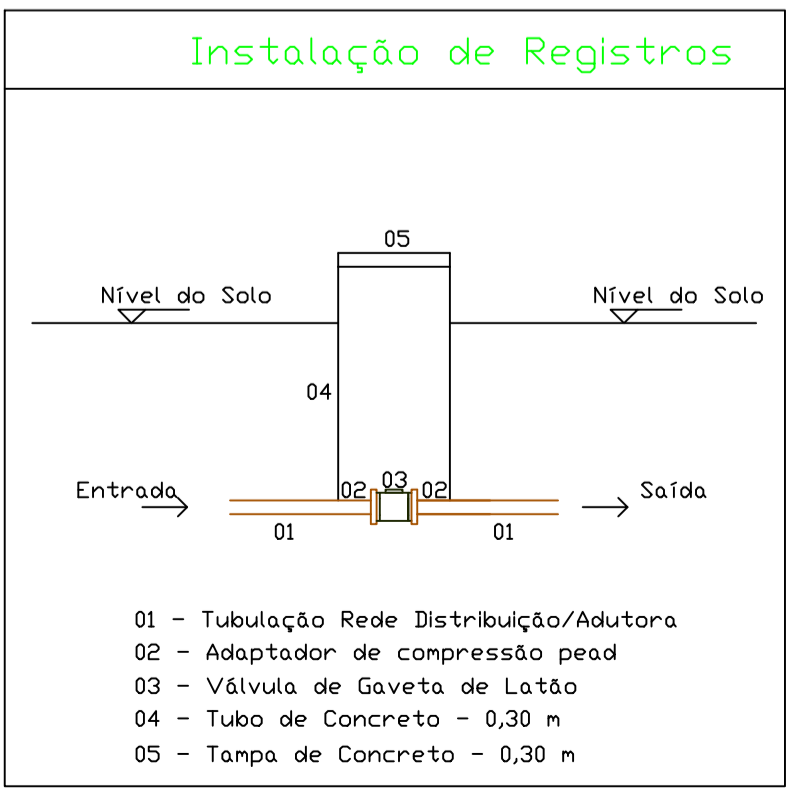 Instalação de Registros
05
Nível do Solo
Nível do Solo
04
Entrada
02
03
02
Saída
01
01
01 - Tubulação Rede Distribuição/Adutora
02 - Adaptador de compressão pead
03 - Válvula de Gaveta de Latão
04 - Tubo de Concreto - 0,30 m
05 - Tampa de Concreto - 0,30 m